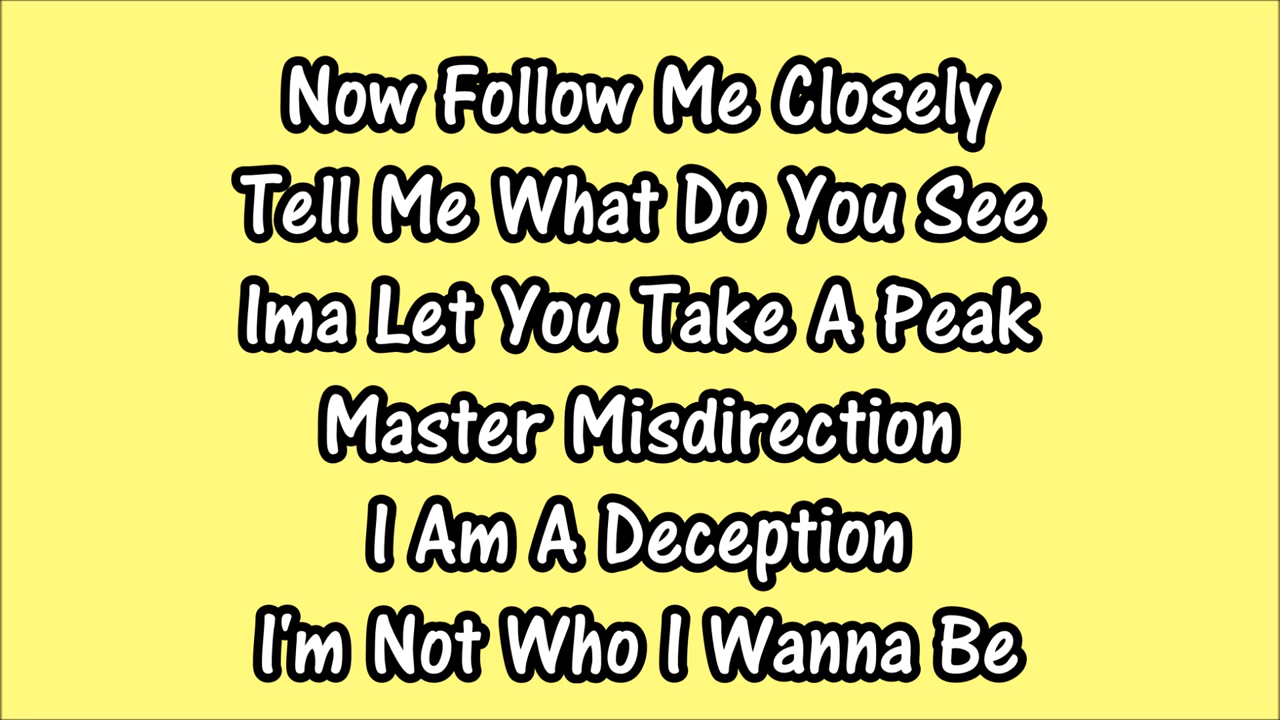 Now Follow Me Closely
Tell Me What Do You See
Ima Let You Take A Peak
Master Misdirection
I Am A Deception
I'm Not Who I Wanna Be